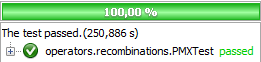 100,00 %
The test passed.(250,886 s)
operators.recombinations.PMXTest passed